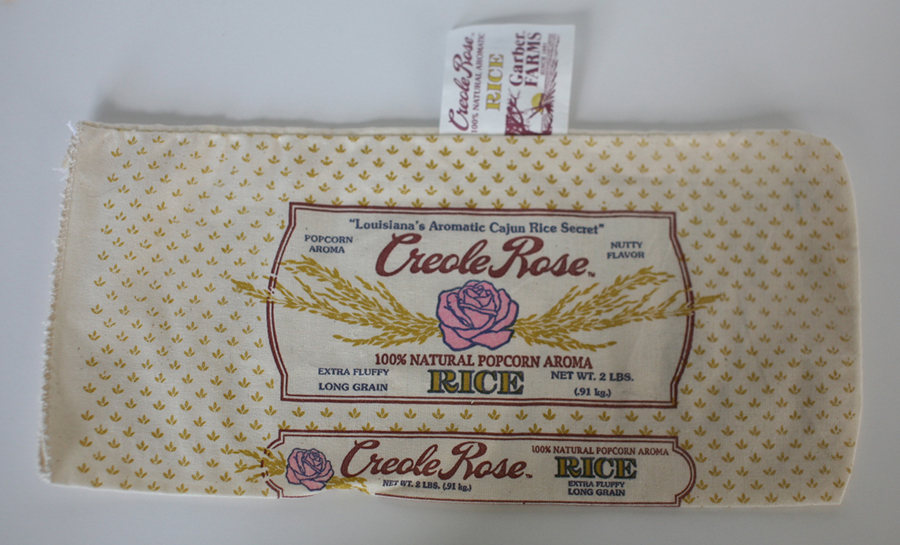 Creole Rose
100% NATURAL AROMATIC
RICE
Garber
FARMS
"Louisiana's Aromatic Cajun Rice Secret"
POPCORN
AROMA
NUTTY
FLAVOR
Creole Rose™
100% NATURAL POPCORN AROMA
EXTRA FLUFFY
LONG GRAIN
RICE
NET WT. 2 LBS.
(.91 kg.)
Creole Rose™
NET WT. 2 LBS. (.91 kg.)
100% NATURAL POPCORN AROMA
RICE
EXTRA FLUFFY
LONG GRAIN